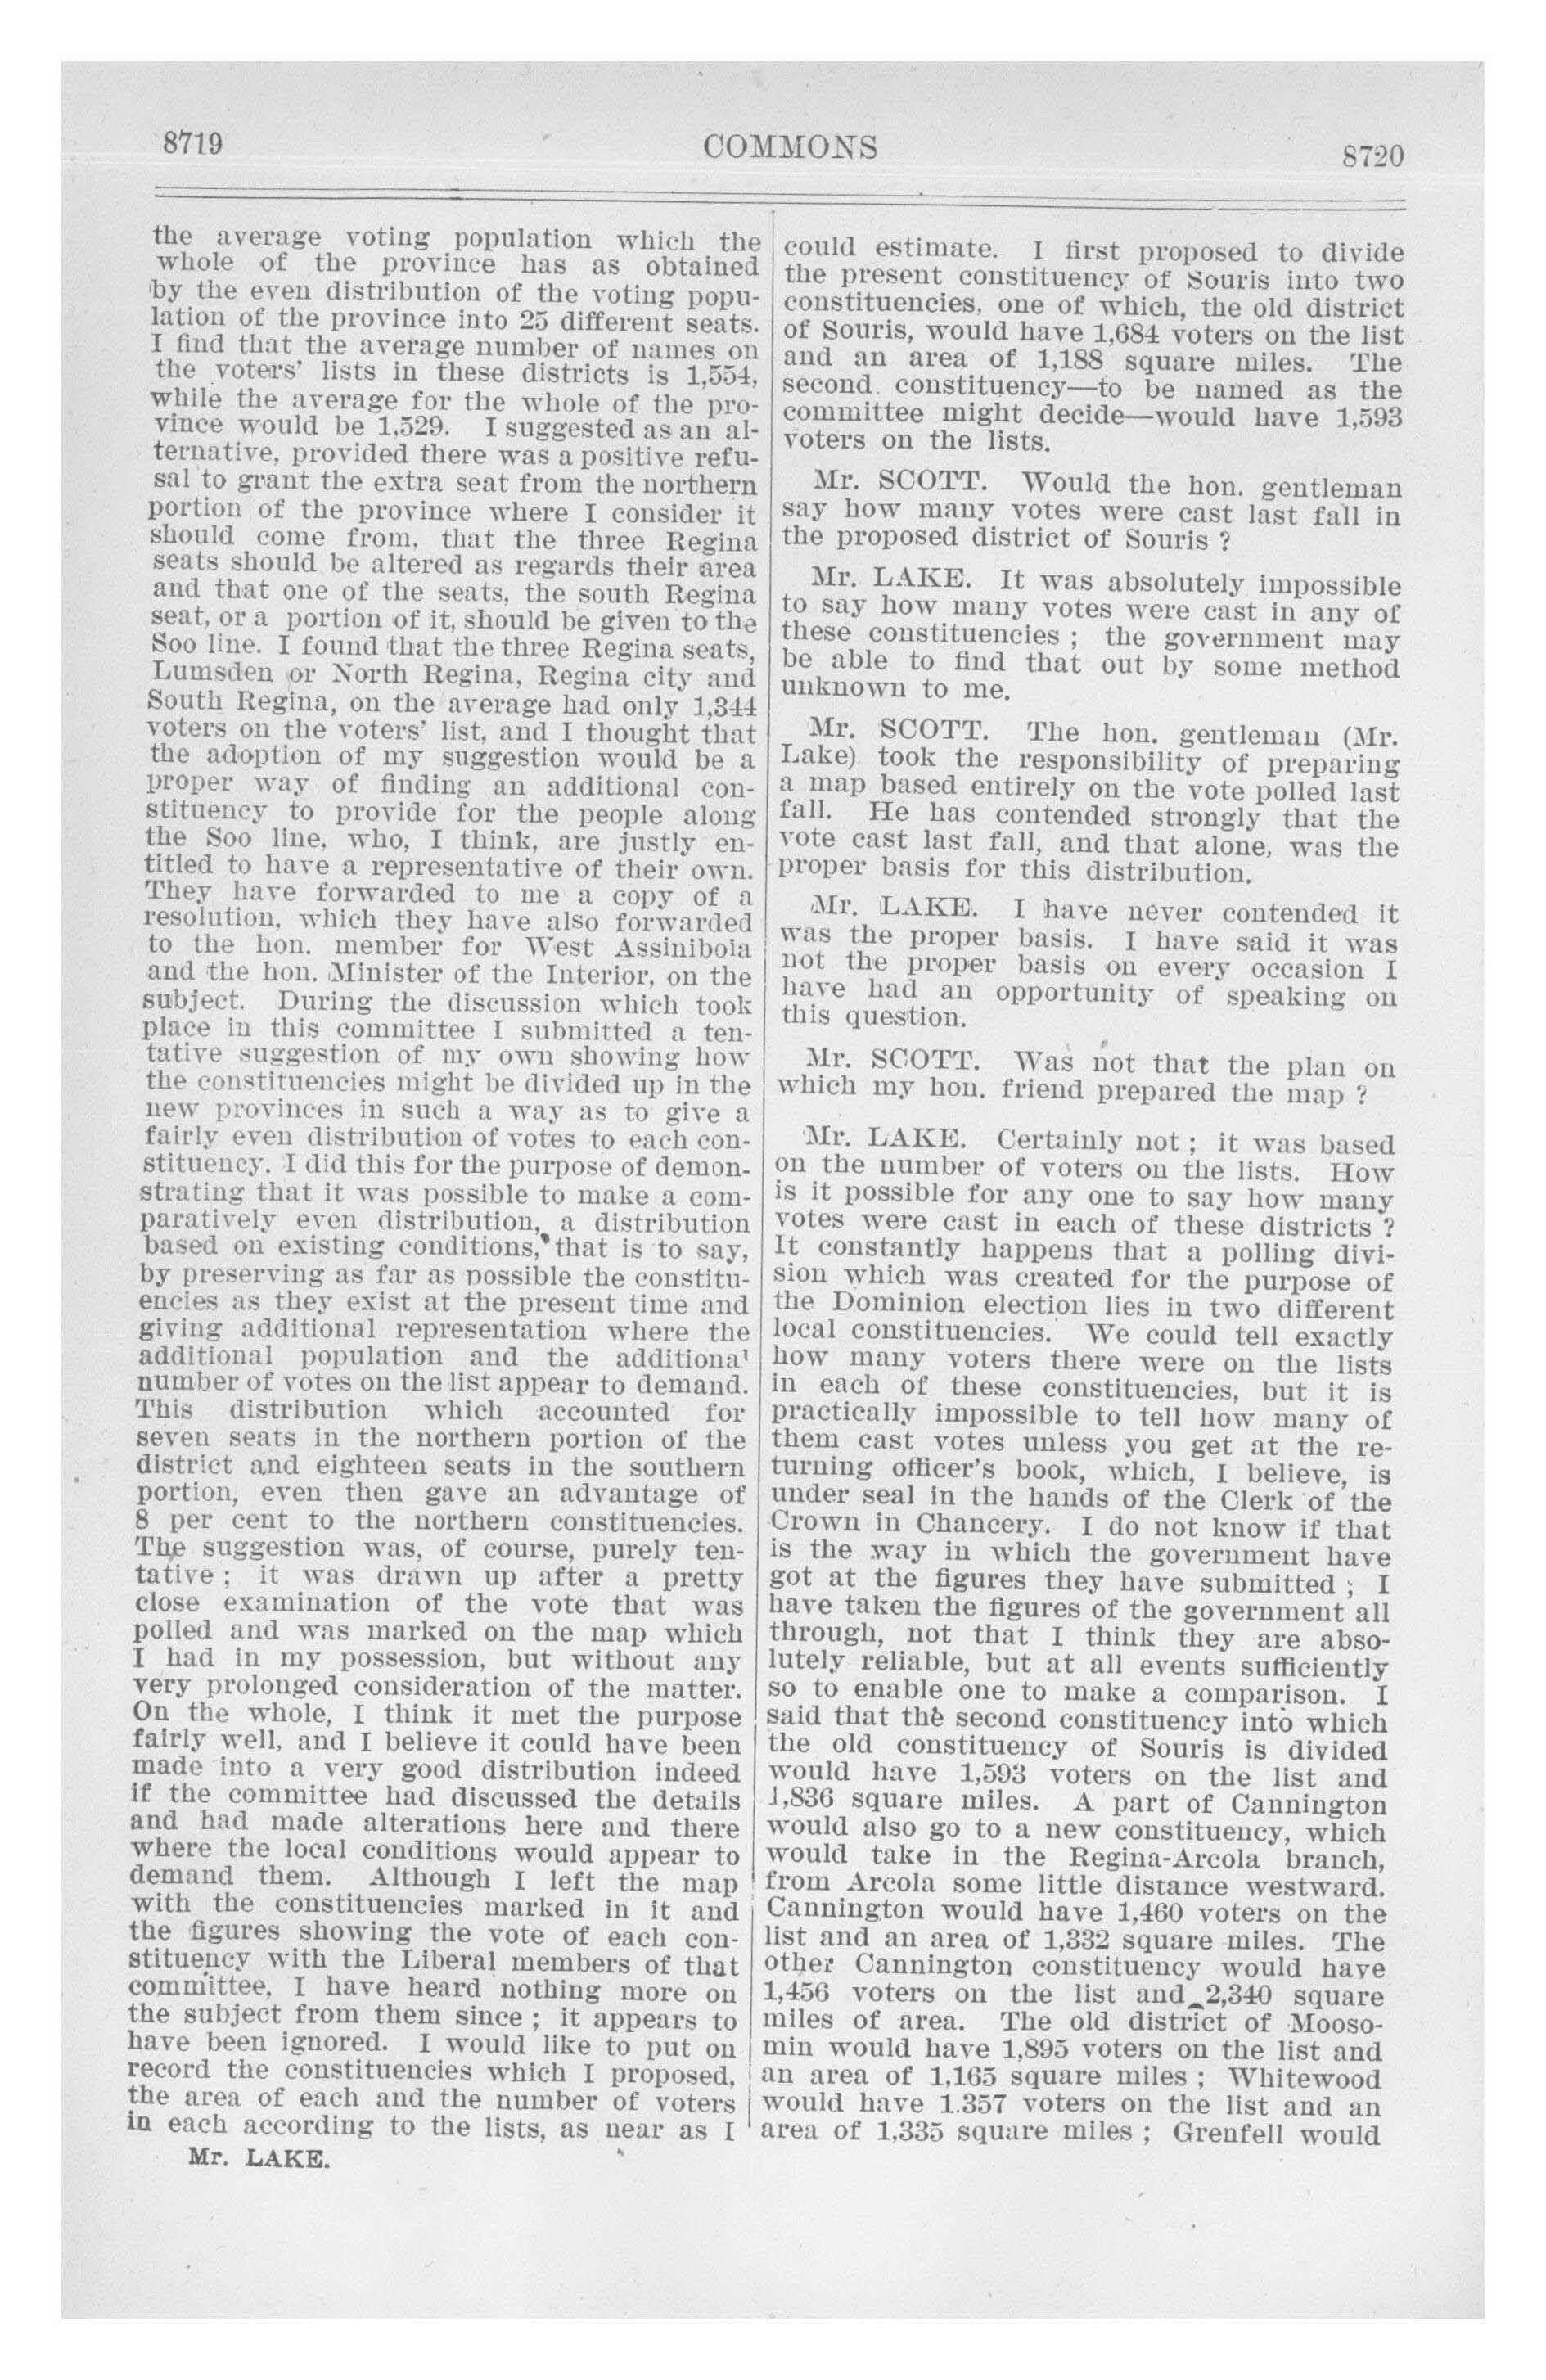 8719
COMMONS
8720
the average voting population which the
whole of the province has as obtained
by the even distribution of the voting popu-
lation of the province into 25 different seats.
I find that the average number of names on
the voters' lists in these districts is 1,554,
while the average for the whole of the pro-
vince would be 1,529. I suggested as an al-
ternative, provided there was a positive refu-
sal to grant the extra seat from the northern
portion of the province where I consider it
should come from, that the three Regina
seats should be altered as regards their area
and that one of the seats, the south Regina
seat, or a portion of it, should be given to the
Soo line. I found that the three Regina seats,
Lumsden or North Regina, Regina city and
South Regina, on the average had only 1,344
voters on the voters' list, and I thought that
the adoption of my suggestion would be a
proper way of finding an additional con-
stituency to provide for the people along
the Soo line, who, I think, are justly en-
titled to have a representative of their own.
They have forwarded to me a copy of a
resolution, which they have also forwarded
to the hon. member for West Assiniboia
and the hon. Minister of the Interior, on the
subject. During the discussion which took
place in this committee I submitted a ten-
tative suggestion of my own showing how
the constituencies might be divided up in the
new provinces in such a way as to give a
fairly even distribution of votes to each con-
stituency. I did this for the purpose of demon-
strating that it was possible to make a com-
paratively even distribution, a distribution
based on existing conditions, that is to say,
by preserving as far as possible the constitu-
encies as they exist at the present time and
giving additional representation where the
additional population and the additional
number of votes on the list appear to demand.
This distribution which accounted for
seven seats in the northern portion of the
district and eighteen seats in the southern
portion, even then gave an advantage of
8 per cent to the northern constituencies.
The suggestion was, of course, purely ten-
tative ; it was drawn up after a pretty
close examination of the vote that was
polled and was marked on the map which
I had in my possession, but without any
very prolonged consideration of the matter.
On the whole, I think it met the purpose
fairly well, and I believe it could have been
made into a very good distribution indeed
if the committee had discussed the details
and had made alterations here and there
where the local conditions would appear to
demand them. Although I left the map
with the constituencies marked in it and
the figures showing the vote of each con-
stituency with the Liberal members of that
committee, I have heard nothing more on
the subject from them since ; it appears to
have been ignored. I would like to put on
record the constituencies which I proposed,
the area of each and the number of voters
in each according to the lists, as near as I
Mr. LAKE.
could estimate. I first proposed to divide
the present constituency of Souris into two
constituencies, one of which, the old district
of Souris, would have 1,684 voters on the list
and an area of 1,188 square miles. The
second constituency—to be named as the
committee might decide—would have 1,593
voters on the lists.
Mr. SCOTT. Would the hon. gentleman
say how many votes were cast last fall in
the proposed district of Souris ?
Mr. LAKE. It was absolutely impossible
to say how many votes were cast in any of
these constituencies ; the government may
be able to find that out by some method
unknown to me.
Mr. SCOTT. The hon. gentleman (Mr.
Lake) took the responsibility of preparing
a map based entirely on the vote polled last
fall. He has contended strongly that the
vote cast last fall, and that alone, was the
proper basis for this distribution.
Mr. LAKE. I have never contended it
was the proper basis. I have said it was
not the proper basis on every occasion I
have had an opportunity of speaking on
this question.
Mr. SCOTT. Was not that the plan on
which my hon. friend prepared the map ?
Mr. LAKE. Certainly not ; it was based
on the number of voters on the lists. How
is it possible for any one to say how many
votes were cast in each of these districts ?
It constantly happens that a polling divi-
sion which was created for the purpose of
the Dominion election lies in two different
local constituencies. We could tell exactly
how many voters there were on the lists
in each of these constituencies, but it is
practically impossible to tell how many of
them cast votes unless you get at the re-
turning officer's book, which, I believe, is
under seal in the hands of the Clerk of the
Crown in Chancery. I do not know if that
is the way in which the government have
got at the figures they have submitted ; I
have taken the figures of the government all
through, not that I think they are abso-
lutely reliable, but at all events sufficiently
so to enable one to make a comparison. I
said that the second constituency into which
the old constituency of Souris is divided
would have 1,593 voters on the list and
1,836 square miles. A part of Cannington
would also go to a new constituency, which
would take in the Regina-Arcola branch,
from Arcola some little distance westward.
Cannington would have 1,460 voters on the
list and an area of 1,332 square miles. The
other Cannington constituency would have
1,456 voters on the list and 2,340 square
miles of area. The old district of Mooso-
min would have 1,895 voters on the list and
an area of 1,165 square miles ; Whitewood
would have 1.357 voters on the list and an
area of 1,335 square miles ; Grenfell would